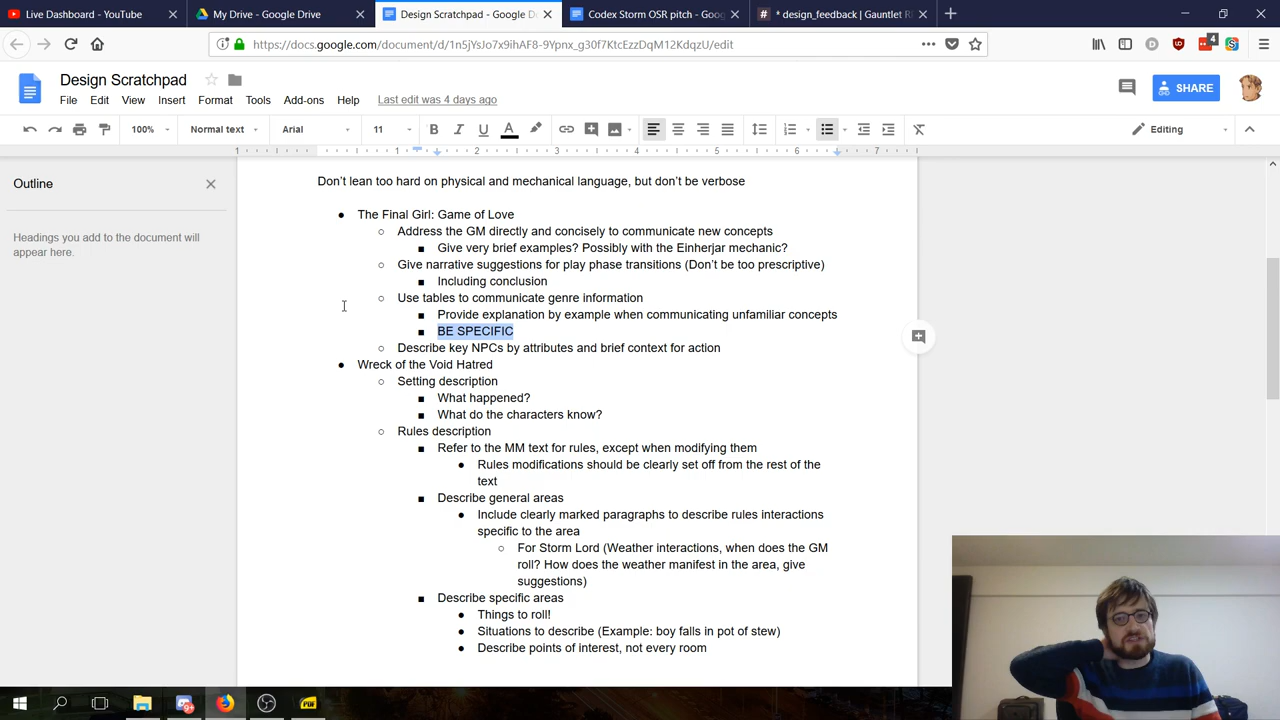 Live Dashboard - YouTube
My Drive - Google Drive
Design Scratchpad - Google D
Codex Storm OSR pitch - Goog
* design_feedback | Gauntlet R
https://docs.google.com/document/d/1n5jYsJo7x9ihAF8-9Ypm_g30f7KtcEzzDqM12KdqzU/edit
4
Design Scratchpad
File Edit View Insert Format Tools Add-ons Help Last edit was 4 days ago
SHARE
100% Normal text Arial 11 Editing
1 1 2 3 4 5 6 7
Outline
Headings you add to the document will
appear here.
Don't lean too hard on physical and mechanical language, but don't be verbose
● The Final Girl: Game of Love
○ Address the GM directly and concisely to communicate new concepts
■ Give very brief examples? Possibly with the Einherjar mechanic?
○ Give narrative suggestions for play phase transitions (Don't be too prescriptive)
■ Including conclusion
○ Use tables to communicate genre information
■ Provide explanation by example when communicating unfamiliar concepts
■ BE SPECIFIC
○ Describe key NPCs by attributes and brief context for action
● Wreck of the Void Hatred
○ Setting description
■ What happened?
■ What do the characters know?
○ Rules description
■ Refer to the MM text for rules, except when modifying them
● Rules modifications should be clearly set off from the rest of the
text
■ Describe general areas
● Include clearly marked paragraphs to describe rules interactions
specific to the area
○ For Storm Lord (Weather interactions, when does the GM
roll? How does the weather manifest in the area, give
suggestions)
■ Describe specific areas
● Things to roll!
● Situations to describe (Example: boy falls in pot of stew)
● Describe points of interest, not every room
PDF